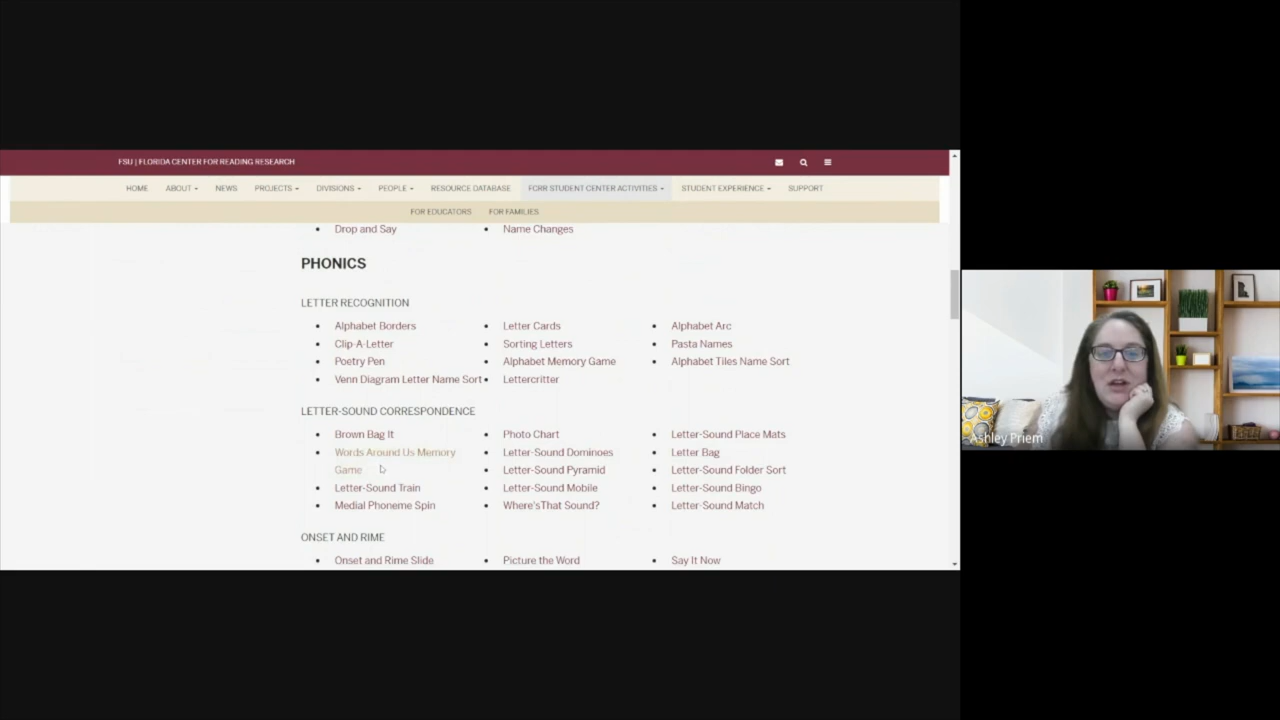 FSU | FLORIDA CENTER FOR READING RESEARCH
HOME ABOUT NEWS PROJECTS DIVISIONS PEOPLE RESOURCE DATABASE FCRR STUDENT CENTER ACTIVITIES STUDENT EXPERIENCE SUPPORT
FOR EDUCATORS FOR FAMILIES
• Drop and Say • Name Changes
PHONICS
LETTER RECOGNITION
• Alphabet Borders • Letter Cards • Alphabet Arc
• Clip-A-Letter • Sorting Letters • Pasta Names
• Poetry Pen • Alphabet Memory Game • Alphabet Tiles Name Sort
• Venn Diagram Letter Name Sort • Lettercritter
LETTER-SOUND CORRESPONDENCE
• Brown Bag It • Photo Chart • Letter-Sound Place Mats
• Words Around Us Memory • Letter-Sound Dominoes • Letter Bag
Game • Letter-Sound Pyramid • Letter-Sound Folder Sort
• Letter-Sound Train • Letter-Sound Mobile • Letter-Sound Bingo
• Medial Phoneme Spin • Where'sThat Sound? • Letter-Sound Match
ONSET AND RIME
• Onset and Rime Slide • Picture the Word • Say It Now
Ashley Priem